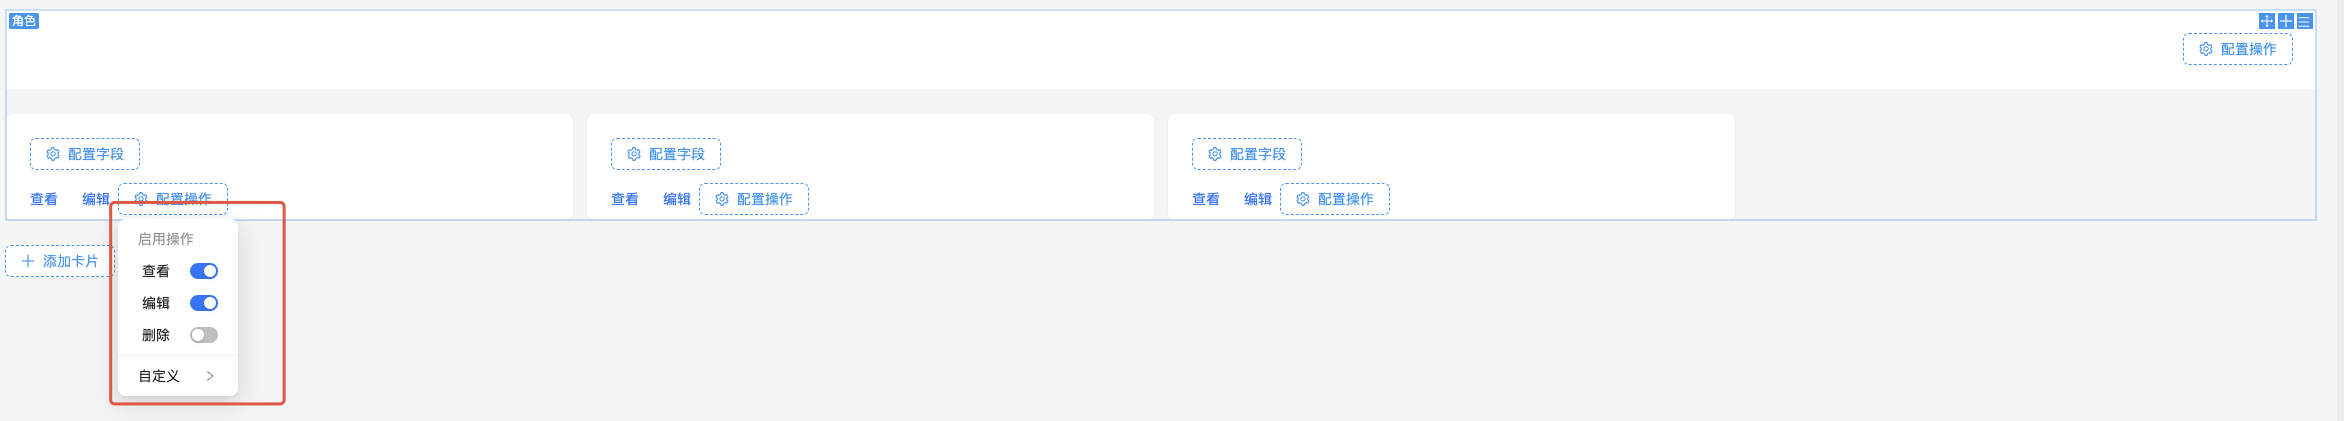 角色
配置操作
配置字段
配置字段
配置字段
查看 编辑 配置操作
查看 编辑 配置操作
查看 编辑 配置操作
添加卡片
启用操作
查看
编辑
删除
自定义